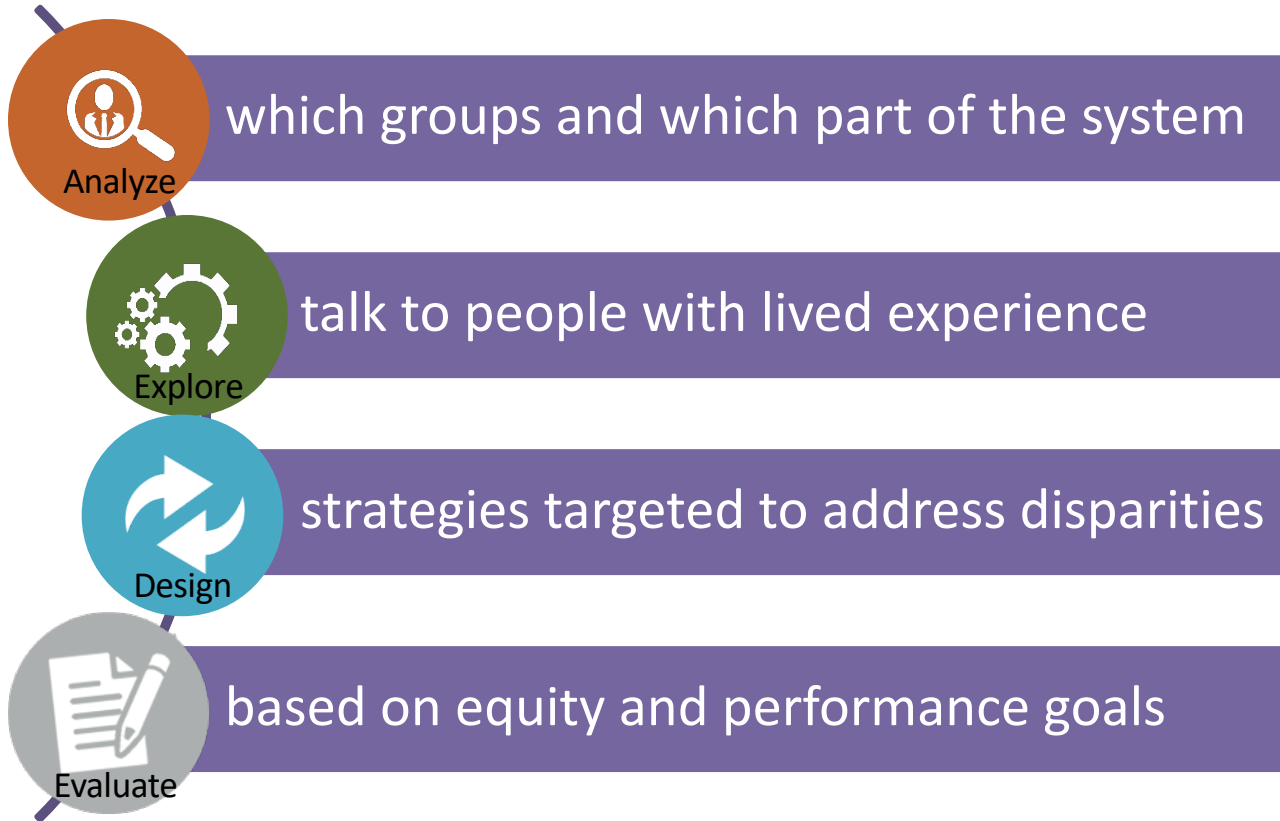 which groups and which part of the system
Analyze
talk to people with lived experience
Explore
strategies targeted to address disparities
Design
based on equity and performance goals
Evaluate